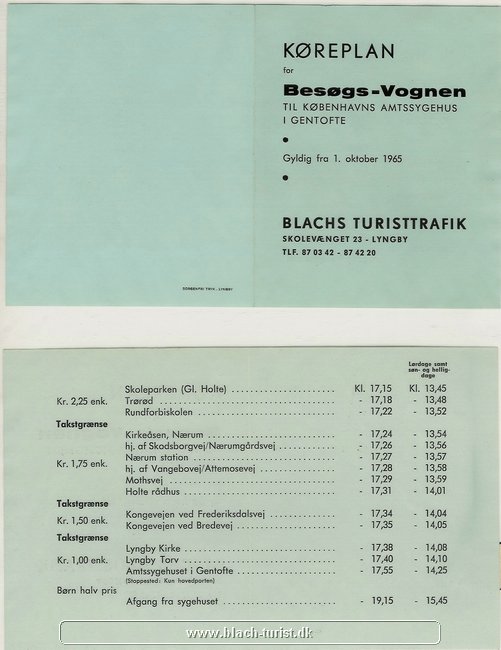 KØREPLAN
for
Besøgs-Vognen
TIL KØBENHAVNS AMTSSYGEHUS
I GENTOFTE
Gyldig fra 1. oktober 1965
BLACHS TURISTTRAFIK
SKOLEVÆNGET 23 - LYNGBY
TLF. 87 03 42 - 87 42 20
SORGENFRI TRYK . LYNGBY
Lørdage samt
søn- og hellig-
dage
Skoleparken (Gl. Holte) .................... Kl. 17,15 Kl. 13,45
Kr. 2,25 enk. Trørød .................... - 17,18 - 13,48
Rundforbiskolen .................... - 17,22 - 13,52
Takstgrænse
Kirkeåsen, Nærum .................... - 17,24 - 13,54
hj. af Skodsborgvej/Nærumgårdsvej .................... - 17,26 - 13,56
Nærum station .................... - 17,27 - 13,57
Kr. 1,75 enk. hj. af Vangebovej/Attemosevej .................... - 17,28 - 13,58
Mothsvej .................... - 17,29 - 13,59
Holte rådhus .................... - 17,31 - 14,01
Takstgrænse
Kongevejen ved Frederiksdalsvej .................... - 17,34 - 14,04
Kr. 1,50 enk. Kongevejen ved Bredevej .................... - 17,35 - 14,05
Takstgrænse
Lyngby Kirke .................... - 17,38 - 14,08
Kr. 1,00 enk. Lyngby Torv .................... - 17,40 - 14,10
Amtssygehuset i Gentofte .................... - 17,55 - 14,25
(Stoppested: Kun hovedporten)
Børn halv pris
Afgang fra sygehuset .................... - 19,15 - 15,45
www.blach-turist.dk